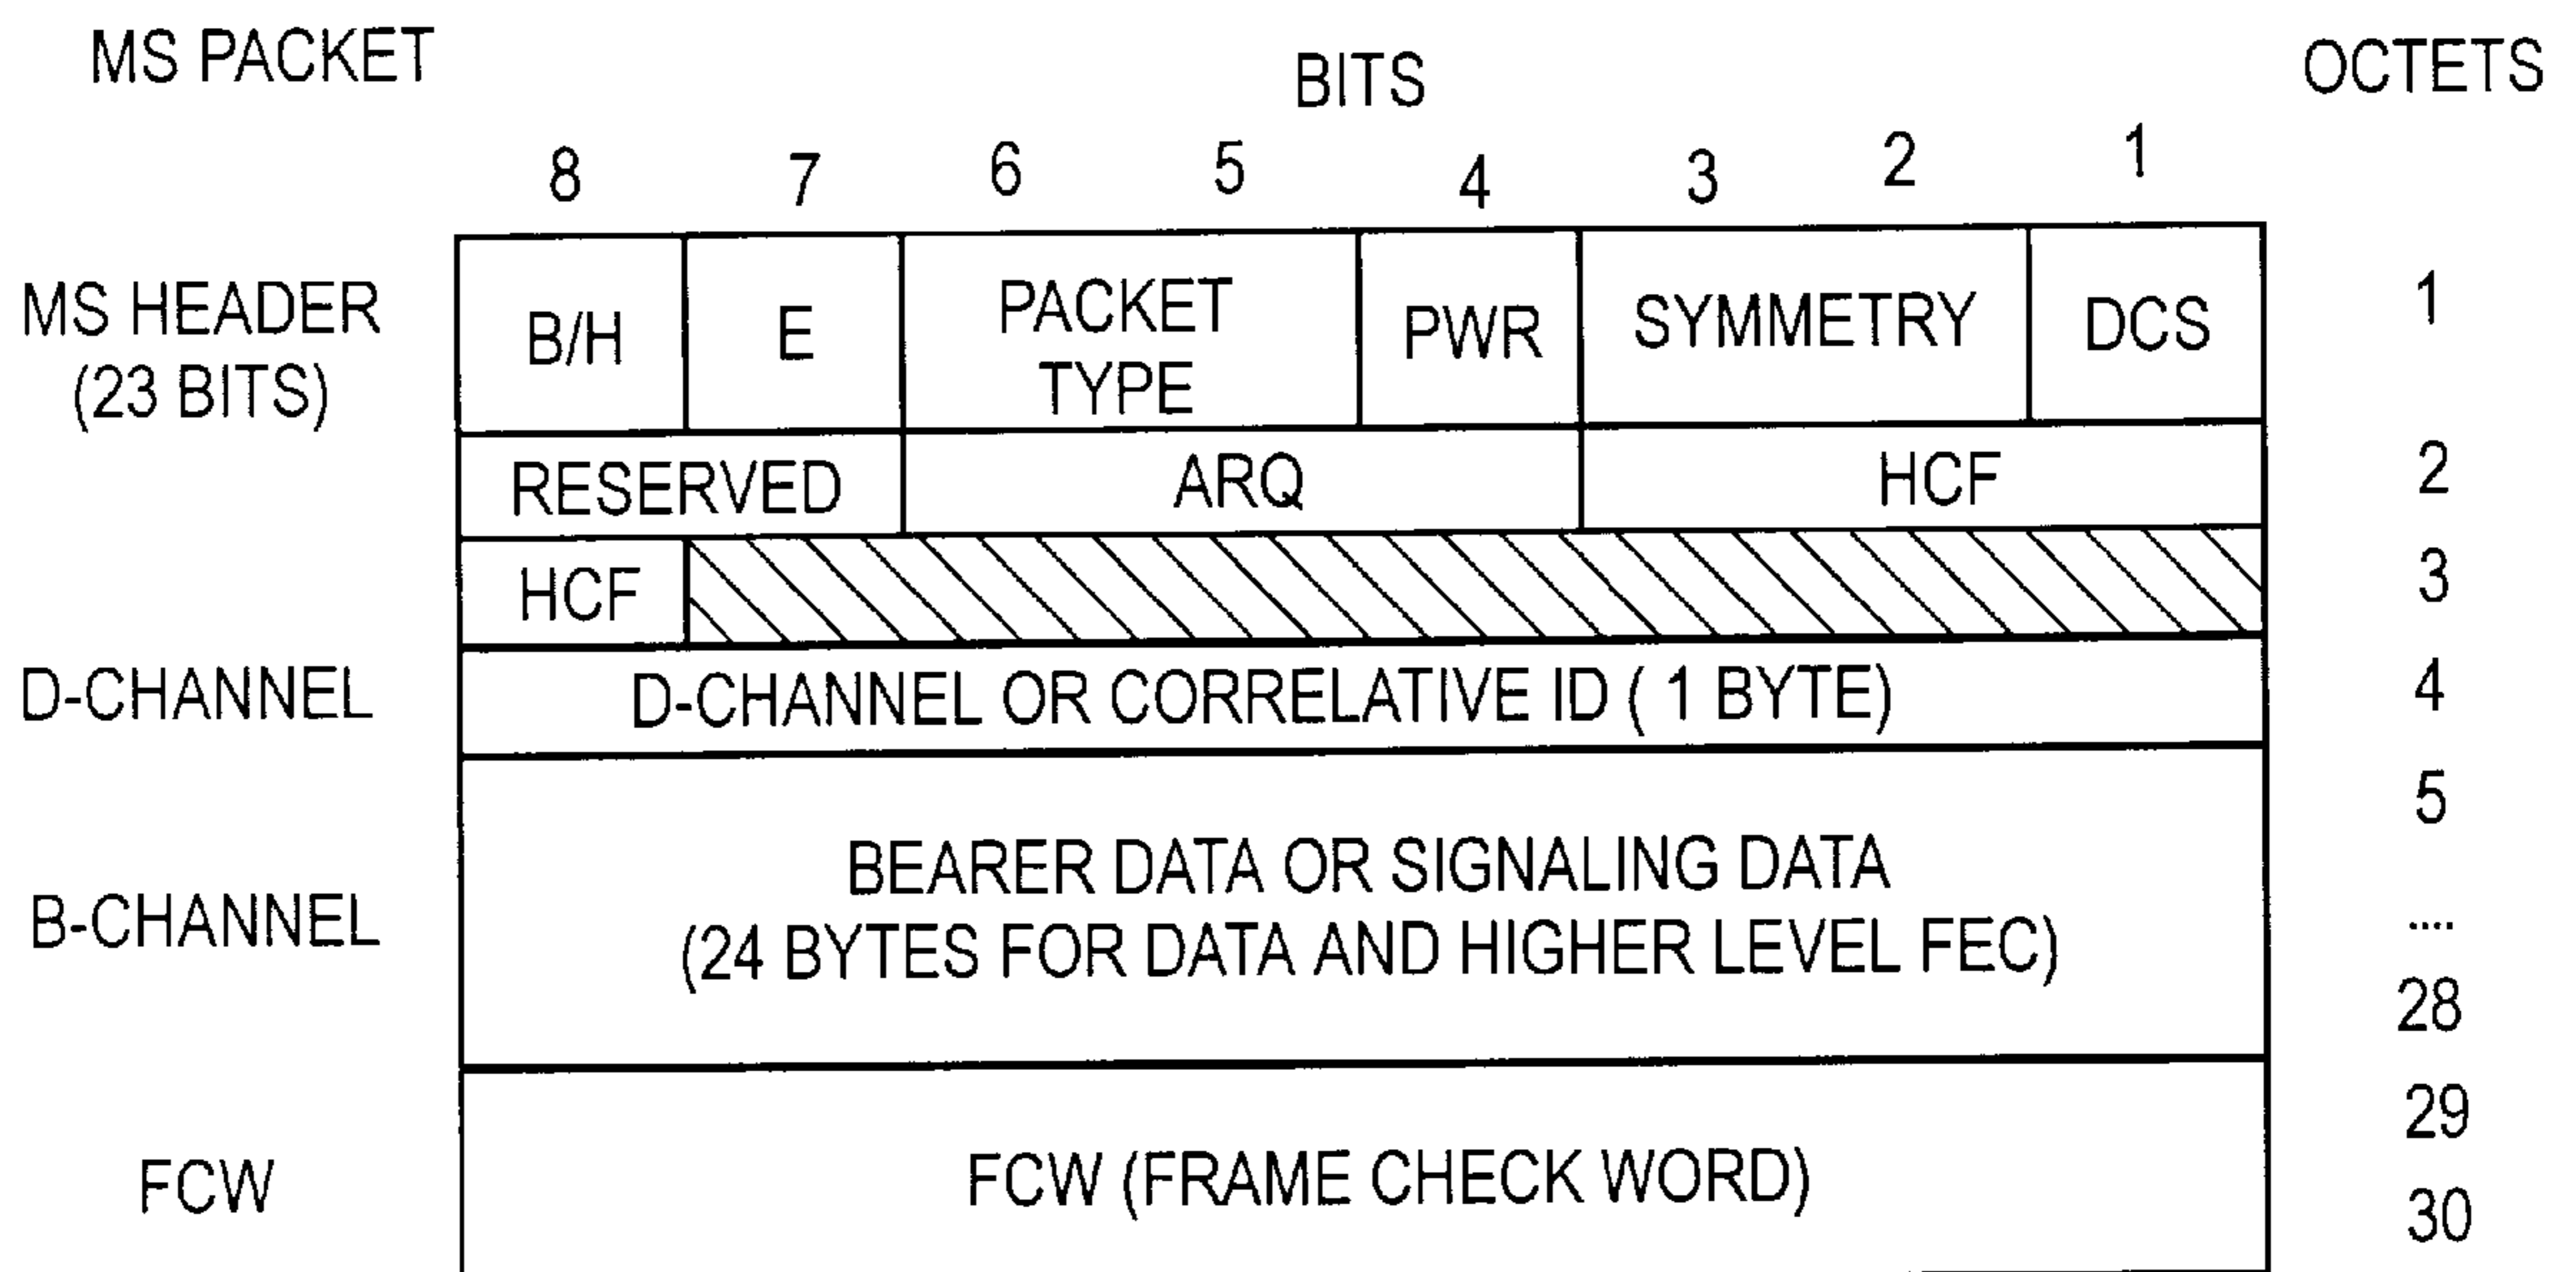 MS PACKET
BITS
OCTETS
8 7 6 5 4 3 2 1
MS HEADER
(23 BITS)
B/H
E
PACKET
TYPE
PWR
SYMMETRY
DCS
1
RESERVED
ARQ
HCF
2
HCF
3
D-CHANNEL
D-CHANNEL OR CORRELATIVE ID ( 1 BYTE)
4
B-CHANNEL
BEARER DATA OR SIGNALING DATA
(24 BYTES FOR DATA AND HIGHER LEVEL FEC)
5
....
28
FCW
FCW (FRAME CHECK WORD)
29
30